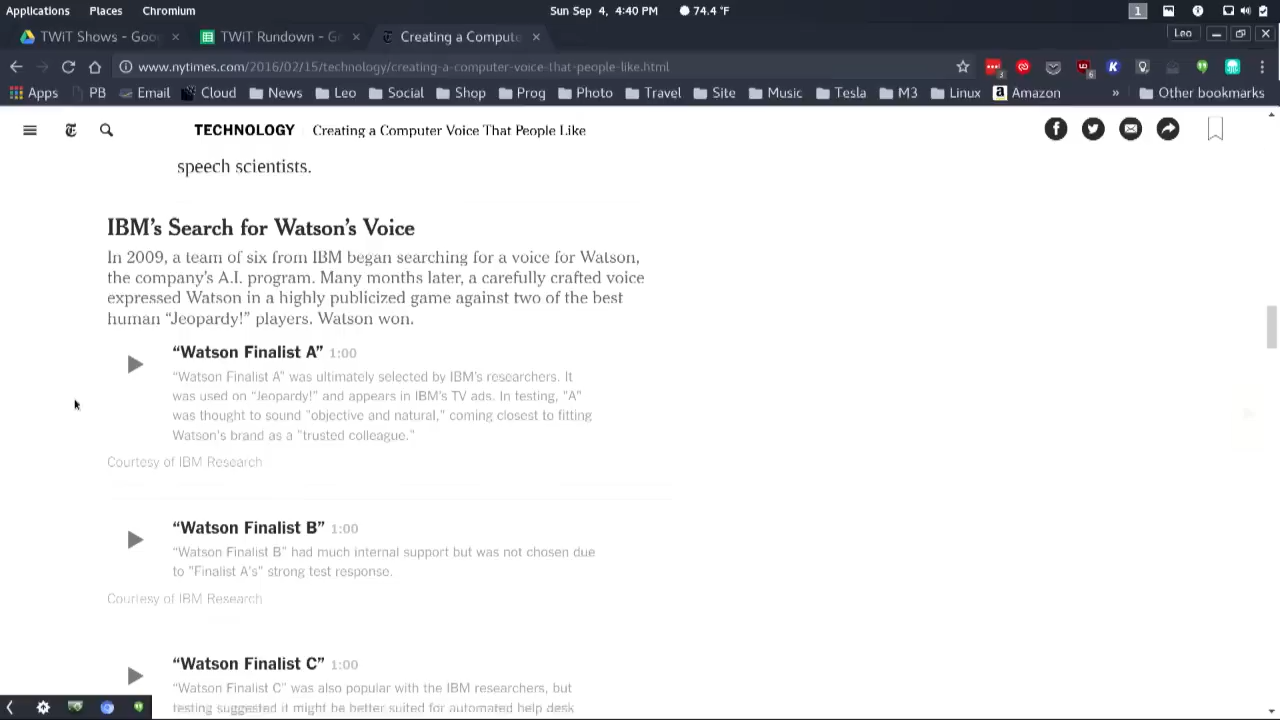 Applications Places Chromium Sun Sep 4, 4:40 PM 74.4 °F 1
TWiT Shows - Goo × TWiT Rundown - G × Creating a Compute × Leo
www.nytimes.com/2016/02/15/technology/creating-a-computer-voice-that-people-like.html
Apps PB Email Cloud News Leo Social Shop Prog Photo Travel Site Music Tesla M3 Linux Amazon » Other bookmarks
TECHNOLOGY Creating a Computer Voice That People Like
speech scientists.
IBM’s Search for Watson’s Voice
In 2009, a team of six from IBM began searching for a voice for Watson,
the company’s A.I. program. Many months later, a carefully crafted voice
expressed Watson in a highly publicized game against two of the best
human “Jeopardy!” players. Watson won.
“Watson Finalist A” 1:00
“Watson Finalist A” was ultimately selected by IBM’s researchers. It
was used on “Jeopardy!” and appears in IBM’s TV ads. In testing, "A"
was thought to sound "objective and natural," coming closest to fitting
Watson's brand as a "trusted colleague."
Courtesy of IBM Research
“Watson Finalist B” 1:00
“Watson Finalist B” had much internal support but was not chosen due
to "Finalist A's" strong test response.
Courtesy of IBM Research
“Watson Finalist C” 1:00
“Watson Finalist C” was also popular with the IBM researchers, but
testing suggested it might be better suited for automated help desk